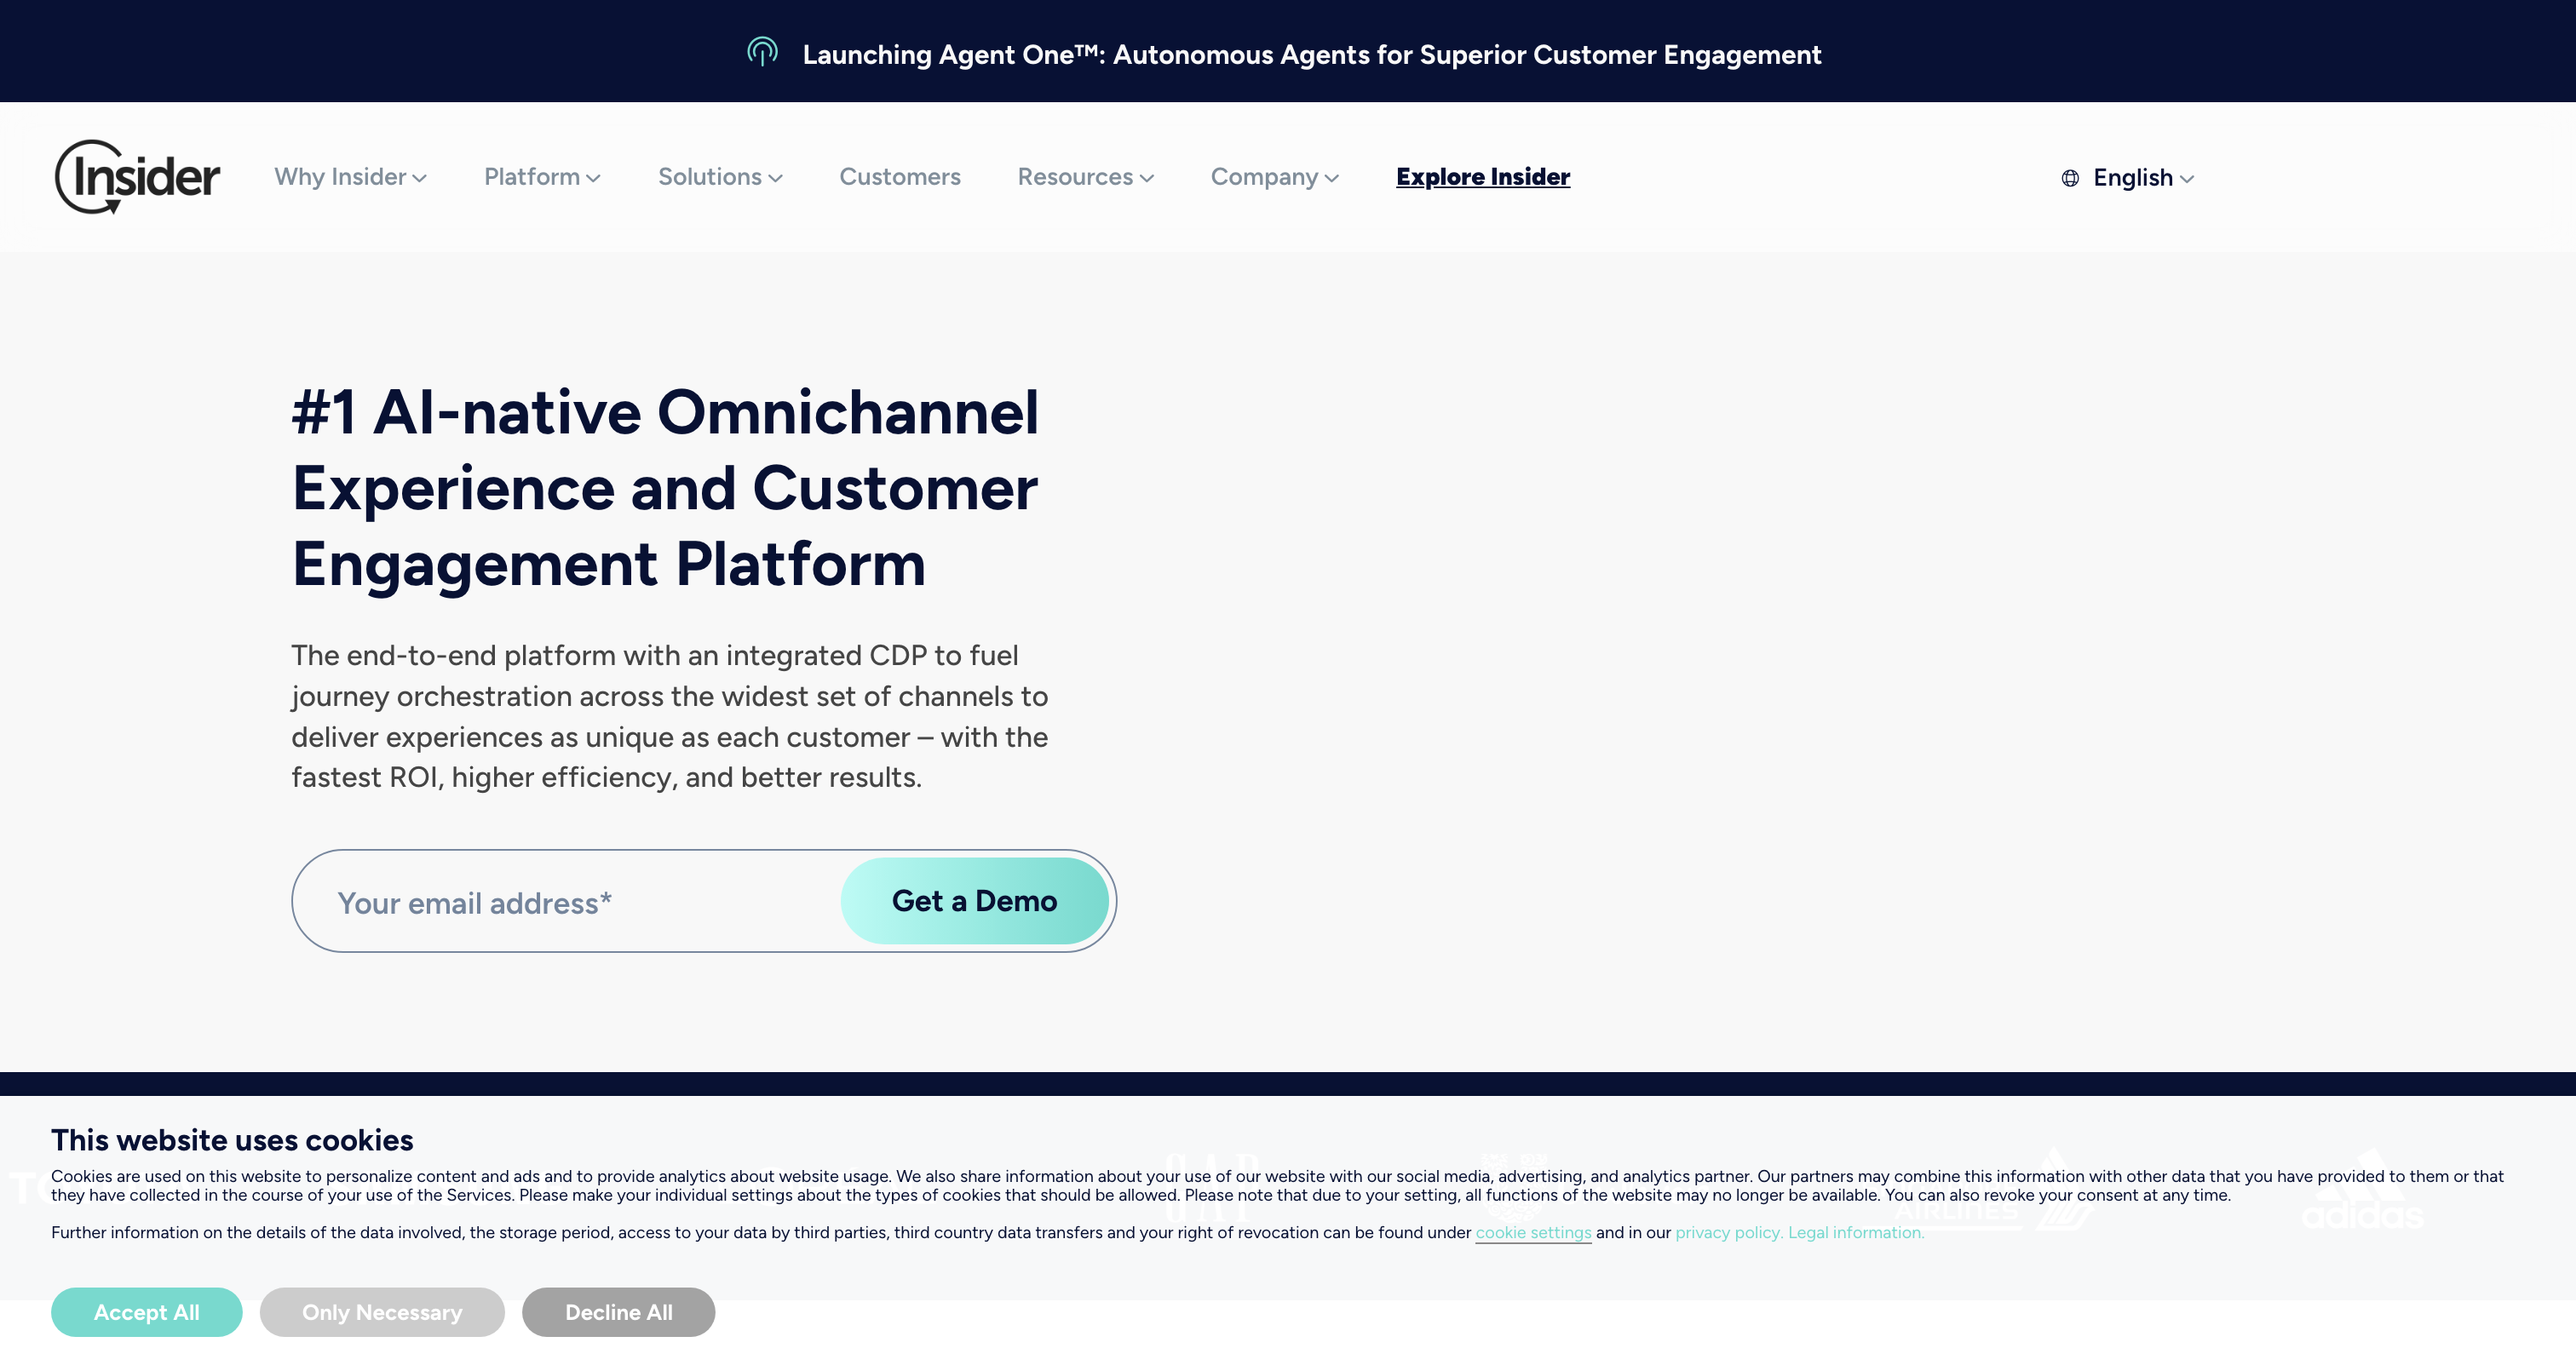 Launching Agent One™: Autonomous Agents for Superior Customer Engagement
Insider
Why Insider
Platform
Solutions
Customers
Resources
Company
Explore Insider
English
#1 AI-native Omnichannel
Experience and Customer
Engagement Platform
The end-to-end platform with an integrated CDP to fuel
journey orchestration across the widest set of channels to
deliver experiences as unique as each customer – with the
fastest ROI, higher efficiency, and better results.
Your email address*
Get a Demo
This website uses cookies
Cookies are used on this website to personalize content and ads and to provide analytics about website usage. We also share information about your use of our website with our social media, advertising, and analytics partner. Our partners may combine this information with other data that you have provided to them or that
they have collected in the course of your use of the Services. Please make your individual settings about the types of cookies that should be allowed. Please note that due to your setting, all functions of the website may no longer be available. You can also revoke your consent at any time.
GAP
AIRLINES
adidas
Further information on the details of the data involved, the storage period, access to your data by third parties, third country data transfers and your right of revocation can be found under cookie settings and in our privacy policy. Legal information.
Accept All
Only Necessary
Decline All